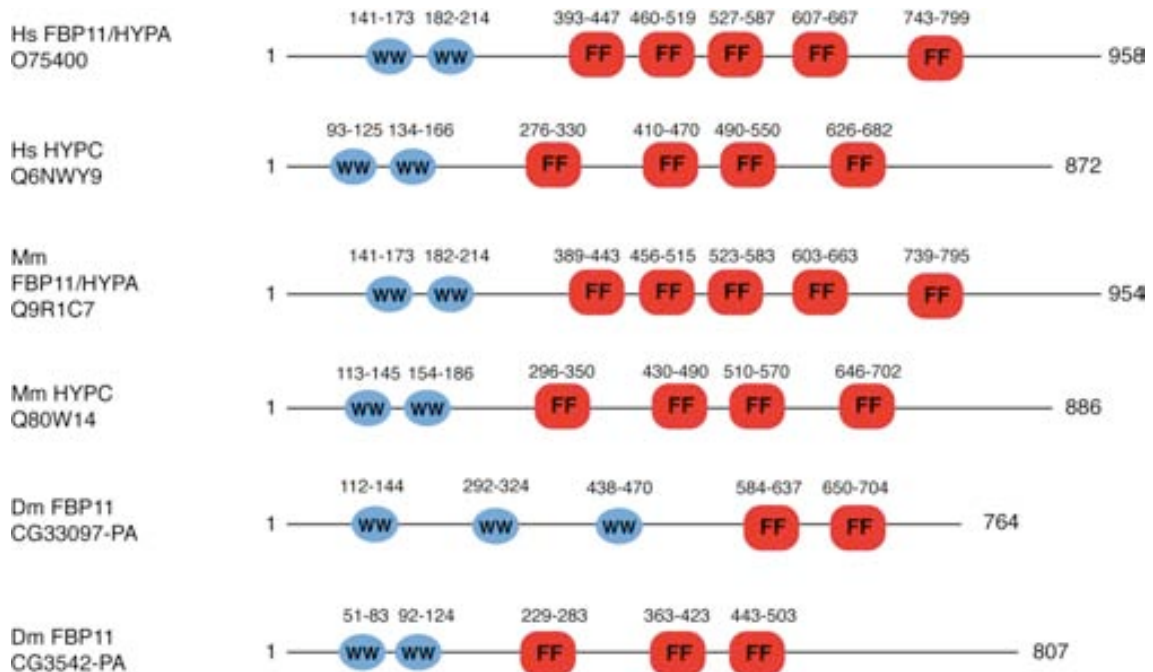 141-173 182-214 393-447 460-519 527-587 607-667 743-799
Hs FBP11/HYPA
O75400
1 WW WW FF FF FF FF FF 958
93-125 134-166 276-330 410-470 490-550 626-682
Hs HYPC
Q6NWY9
1 WW WW FF FF FF FF 872
Mm
FBP11/HYPA
Q9R1C7
141-173 182-214 389-443 456-515 523-583 603-663 739-795
1 WW WW FF FF FF FF FF 954
113-145 154-186 296-350 430-490 510-570 646-702
Mm HYPC
Q80W14
1 WW WW FF FF FF FF 886
112-144 292-324 438-470 584-637 650-704
Dm FBP11
CG33097-PA
1 WW WW WW FF FF 764
51-83 92-124 229-283 363-423 443-503
Dm FBP11
CG3542-PA
1 WW WW FF FF FF 807